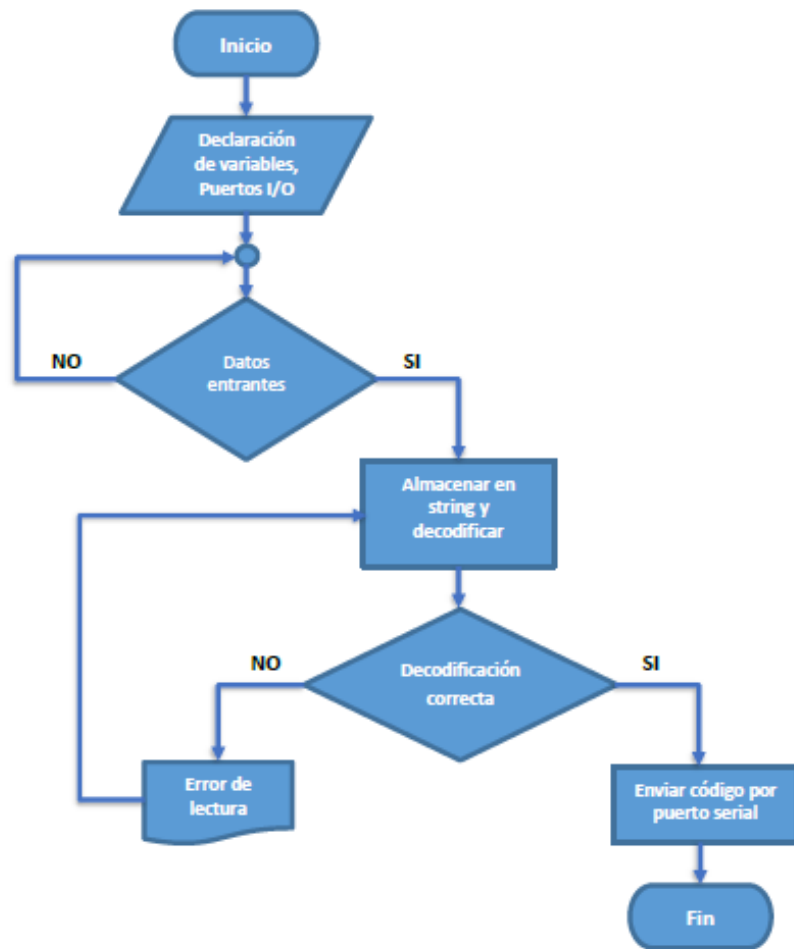 Inicio
Declaración
de variables,
Puertos I/O
Datos
entrantes
NO
SI
Almacenar en
string y
decodificar
Decodificación
correcta
NO
SI
Error de
lectura
Enviar código por
puerto serial
Fin